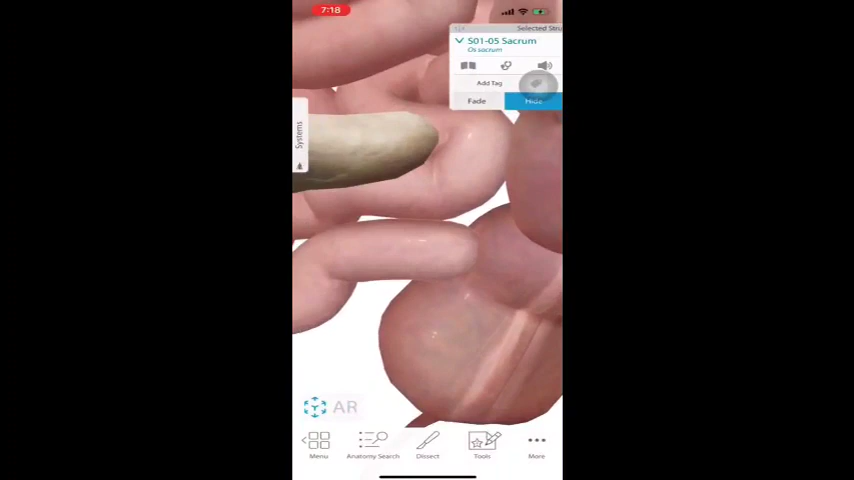 7:18
Selected Stru
S01-05 Sacrum
Os sacrum
Add Tag
Fade
Hide
Systems
AR
Menu
Anatomy Search
Dissect
Tools
More